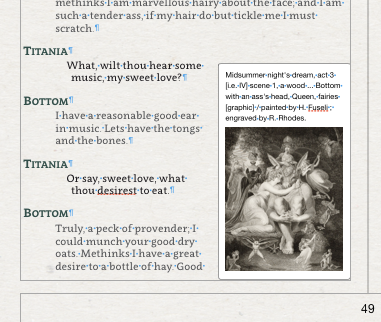 methinks I am marvellous hairy about the face; and I am
such a tender ass, if my hair do but tickle me I must
scratch.
TITANIA
What, wilt thou hear some
music, my sweet love?
BOTTOM
I have a reasonable good ear
in music. Lets have the tongs
and the bones.
TITANIA
Or say, sweet love, what
thou desirest to eat.
BOTTOM
Truly, a peck of provender, I
could munch your good dry
oats. Methinks I have a great
desire to a bottle of hay. Good
Midsummer-night's dream, act 3
[i.e. IV] scene 1, a wood ... Bottom
with an ass's head, Queen, fairies
[graphic] / painted by H. Fuseli ;
engraved by R. Rhodes.
49